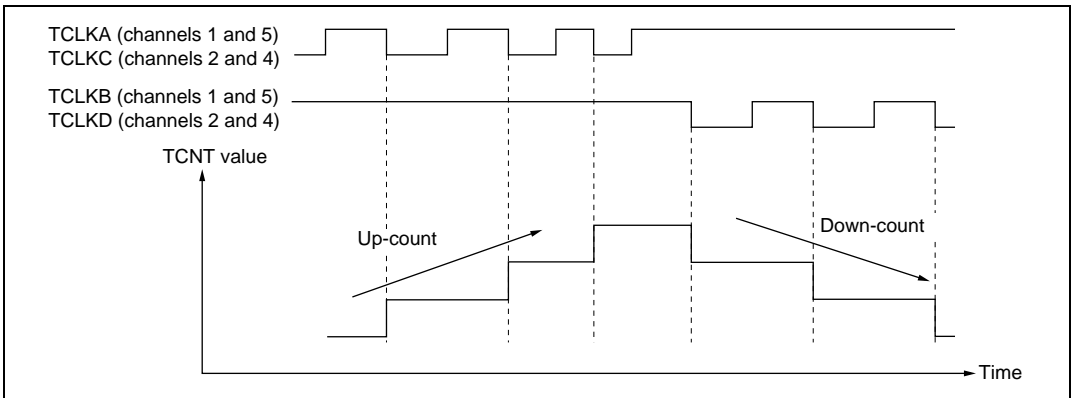 TCLKA (channels 1 and 5)
TCLKC (channels 2 and 4)
TCLKB (channels 1 and 5)
TCLKD (channels 2 and 4)
TCNT value
Up-count
Down-count
Time